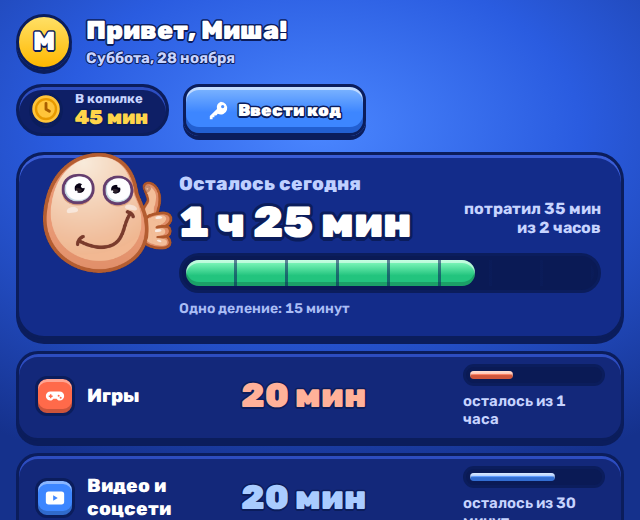 М
Привет, Миша!
Суббота, 28 ноября
В копилке
45 мин
Ввести код
Осталось сегодня
1 ч 25 мин
потратил 35 мин
из 2 часов
Одно деление: 15 минут
Игры
20 мин
осталось из 1
часа
Видео и
соцсети
20 мин
осталось из 30
минут